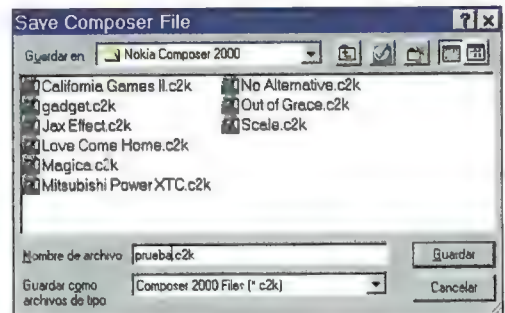 Save Composer File
Guardar en: Nokia Composer 2000
California Games II.c2k
gadget.c2k
Jax Effect.c2k
Love Come Home.c2k
Magica.c2k
Mitsubishi Power XTC.c2k
No Alternative.c2k
Out of Grace.c2k
Scale.c2k
Nombre de archivo prueba.c2k
Guardar
Guardar como archivos de tipo
Composer 2000 Files (*.c2k)
Cancelar